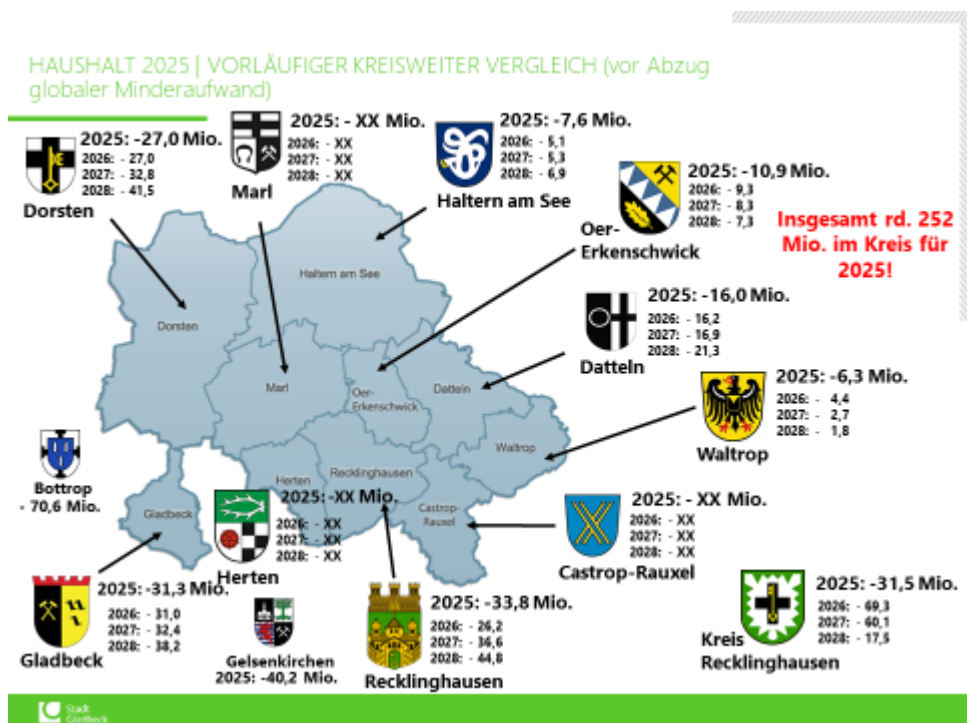 HAUSHALT 2025 | VORLÄUFIGER KREISWEITER VERGLEICH (vor Abzug
globaler Minderaufwand)
2025: -27,0 Mio.
2026: - 27,0
2027: - 32,8
2028: - 41,5
Dorsten
2025: - XX Mio.
2026: - XX
2027: - XX
2028: - XX
Marl
2025: -7,6 Mio.
2026: - 5,1
2027: - 5,3
2028: - 6,9
Haltern am See
2025: -10,9 Mio.
2026: - 9,3
2027: - 8,3
2028: - 7,3
Oer-
Erkenschwick
Insgesamt rd. 252
Mio. im Kreis für
2025!
2025: -16,0 Mio.
2026: - 16,2
2027: - 16,9
2028: - 21,3
Datteln
2025: -6,3 Mio.
2026: - 4,4
2027: - 2,7
2028: - 1,8
Waltrop
Haltern am See
Dorsten
Marl
Oer-
Erkenschwick
Datteln
Waltrop
Recklinghausen
Herten
Castrop-
Rauxel
Gladbeck
Bottrop
- 70,6 Mio.
2025: -XX Mio.
2026: - XX
2027: - XX
2028: - XX
Herten
2025: - XX Mio.
2026: - XX
2027: - XX
2028: - XX
Castrop-Rauxel
2025: -31,3 Mio.
2026: - 31,0
2027: - 32,4
2028: - 38,2
Gladbeck
Gelsenkirchen
2025: -40,2 Mio.
2025: -33,8 Mio.
2026: - 26,2
2027: - 36,6
2028: - 44,8
Recklinghausen
2025: -31,5 Mio.
2026: - 69,3
2027: - 60,1
2028: - 17,5
Kreis
Recklinghausen
Stadt
Gladbeck